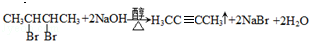 CH₃CHCHCH₃+2NaOH 醇 △ H₃CC≡CCH₃↑+2NaBr +2H₂O
Br Br